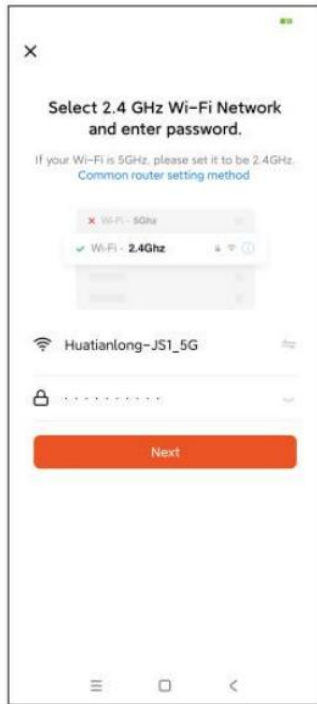 Select 2.4 GHz Wi-Fi Network
and enter password.
If your Wi-Fi is 5GHz, please set it to be 2.4GHz.
Common router setting method
Wi-Fi - 5Ghz
Wi-Fi - 2.4Ghz
Huatianlong-JS1_5G
Next